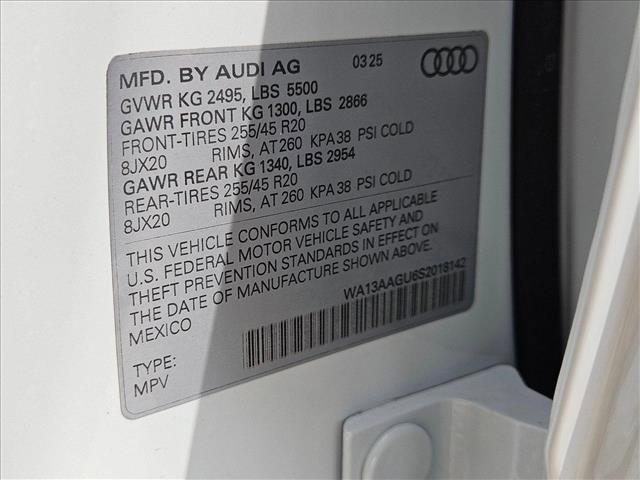 MFD. BY AUDI AG 03 25
GVWR KG 2495, LBS 5500
GAWR FRONT KG 1300, LBS 2866
FRONT-TIRES 255/45 R20
8JX20 RIMS, AT 260 KPA 38 PSI COLD
GAWR REAR KG 1340, LBS 2954
REAR-TIRES 255/45 R20
8JX20 RIMS, AT 260 KPA 38 PSI COLD
THIS VEHICLE CONFORMS TO ALL APPLICABLE
U.S. FEDERAL MOTOR VEHICLE SAFETY AND
THEFT PREVENTION STANDARDS IN EFFECT ON
THE DATE OF MANUFACTURE SHOWN ABOVE.
MEXICO
WA13AAGU6S2018142
TYPE:
MPV